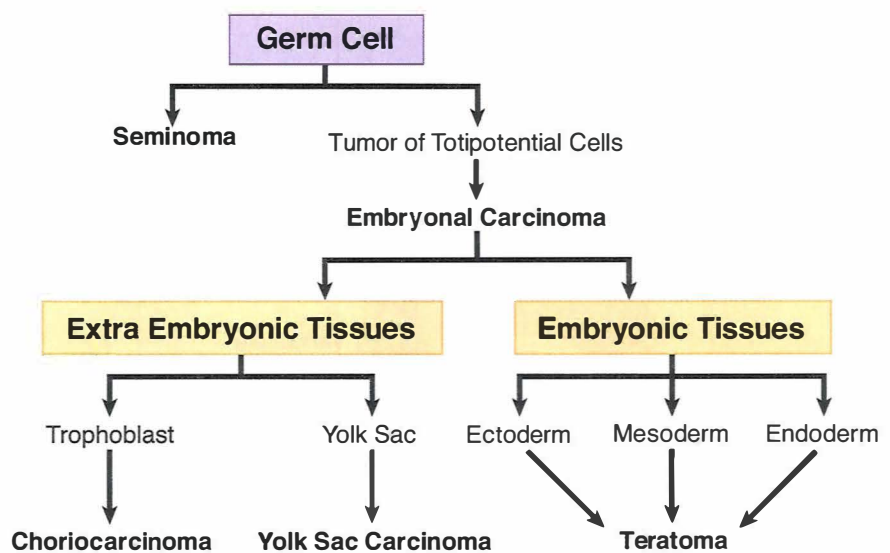 Germ Cell
Seminoma
Tumor of Totipotential Cells
Embryonal Carcinoma
Extra Embryonic Tissues
Embryonic Tissues
Trophoblast
Yolk Sac
Ectoderm
Mesoderm
Endoderm
Choriocarcinoma
Yolk Sac Carcinoma
Teratoma